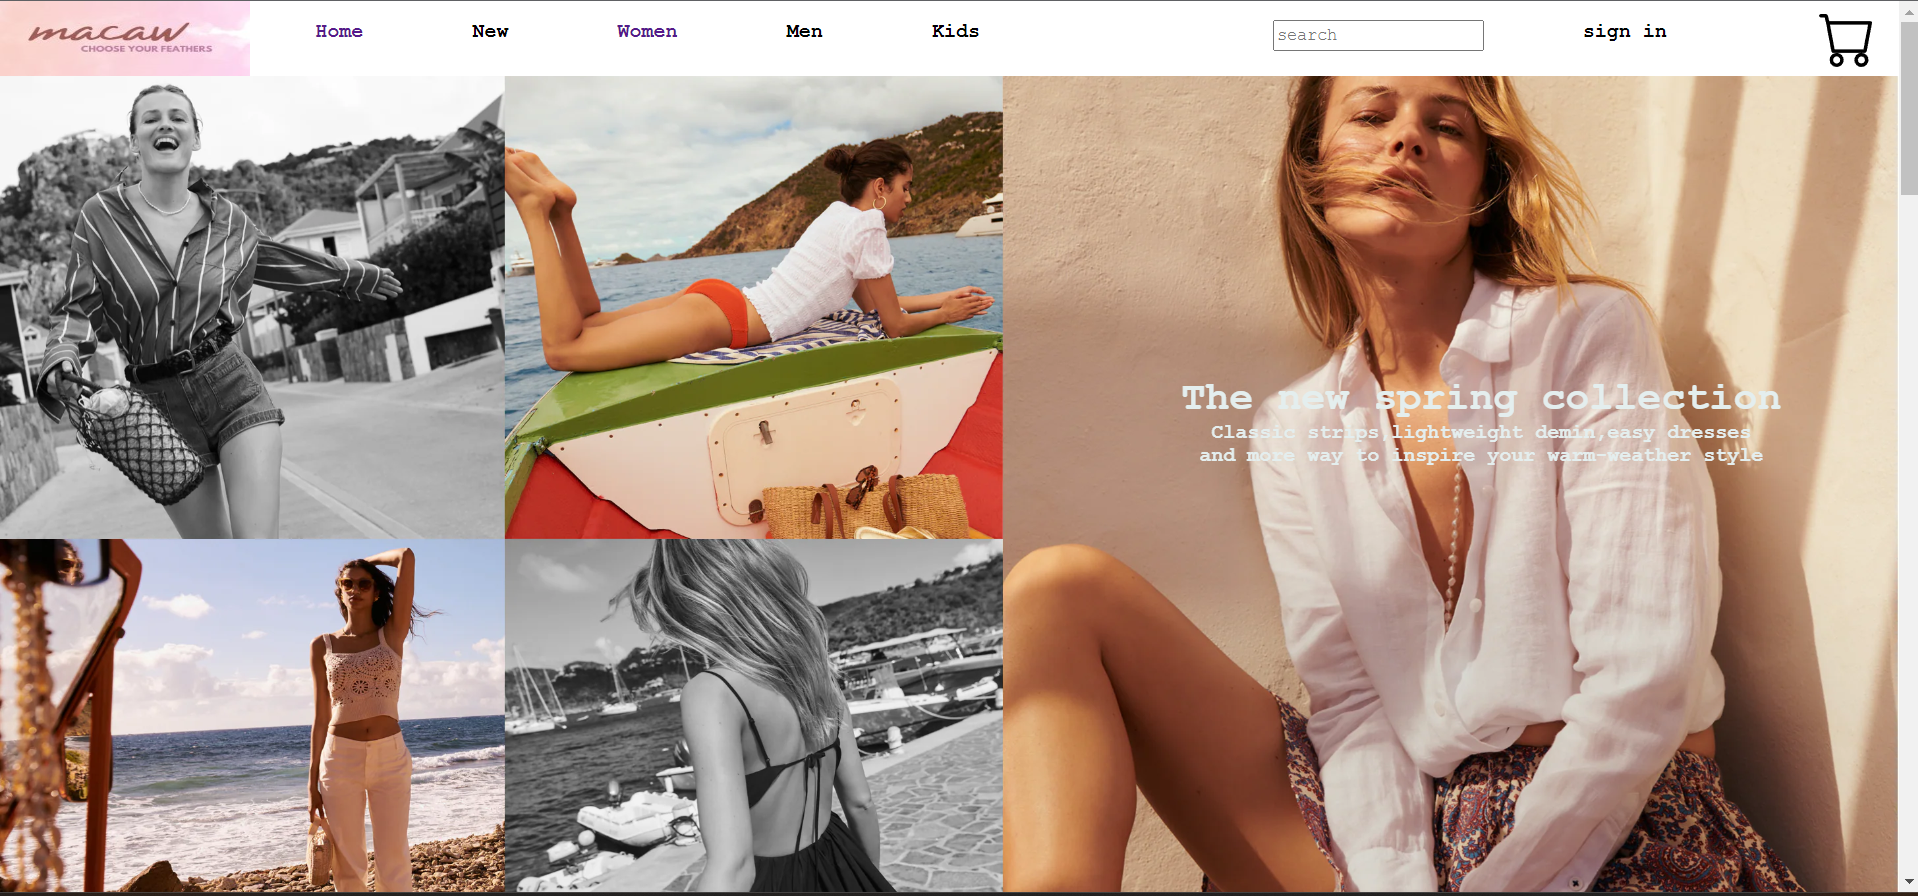 macaw
CHOOSE YOUR FEATHERS
Home New Women Men Kids search sign in
The new spring collection
Classic strips,lightweight demin,easy dresses
and more way to inspire your warm-weather style